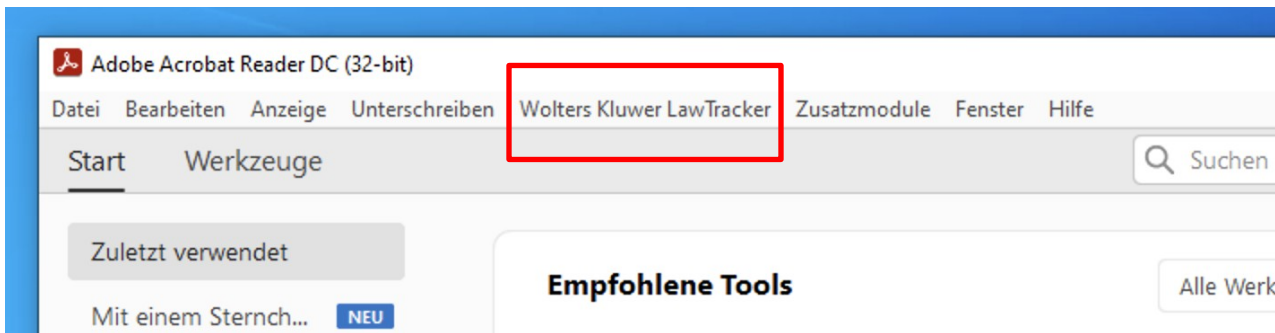 Adobe Acrobat Reader DC (32-bit)
Datei Bearbeiten Anzeige Unterschreiben Wolters Kluwer LawTracker Zusatzmodule Fenster Hilfe
Start Werkzeuge Suchen
Zuletzt verwendet
Empfohlene Tools Alle Werk
Mit einem Sternch... NEU